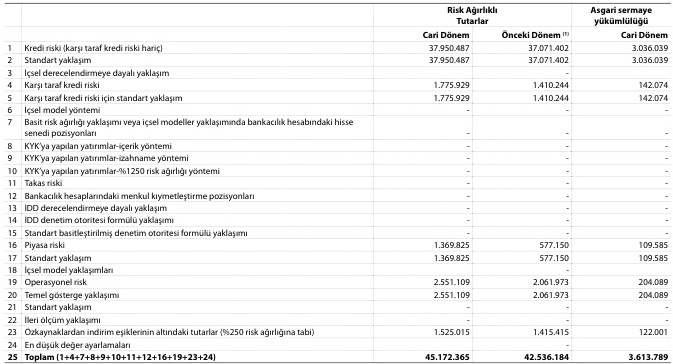 Risk Ağırlıklı Tutarlar Asgari sermaye yükümlülüğü
Cari Dönem Önceki Dönem (1) Cari Dönem
1 Kredi riski (karşı taraf kredi riski hariç) 37.950.487 37.071.402 3.036.039
2 Standart yaklaşım 37.950.487 37.071.402 3.036.039
3 İçsel derecelendirmeye dayalı yaklaşım -
4 Karşı taraf kredi riski 1.775.929 1.410.244 142.074
5 Karşı taraf kredi riski için standart yaklaşım 1.775.929 1.410.244 142.074
6 İçsel model yöntemi - - -
7 Basit risk ağırlığı yaklaşımı veya içsel modeller yaklaşımında bankacılık hesabındaki hisse
senedi pozisyonları - - -
8 KYK'ya yapılan yatırımlar-içerik yöntemi - - -
9 KYK'ya yapılan yatırımlar-izahname yöntemi - - -
10 KYK'ya yapılan yatırımlar-%1250 risk ağırlığı yöntemi - - -
11 Takas riski - - -
12 Bankacılık hesaplarındaki menkul kıymetleştirme pozisyonları - - -
13 İDD derecelendirmeye dayalı yaklaşım - - -
14 İDD denetim otoritesi formülü yaklaşımı - - -
15 Standart basitleştirilmiş denetim otoritesi formülü yaklaşımı - - -
16 Piyasa riski 1.369.825 577.150 109.585
17 Standart yaklaşım 1.369.825 577.150 109.585
18 İçsel model yaklaşımları -
19 Operasyonel risk 2.551.109 2.061.973 204.089
20 Temel gösterge yaklaşımı 2.551.109 2.061.973 204.089
21 Standart yaklaşım - - -
22 İleri ölçüm yaklaşımı - - -
23 Özkaynaklardan indirim eşiklerinin altındaki tutarlar (%250 risk ağırlığına tabi) 1.525.015 1.415.415 122.001
24 En düşük değer ayarlamaları -
25 Toplam (1+4+7+8+9+10+11+12+16+19+23+24) 45.172.365 42.536.184 3.613.789